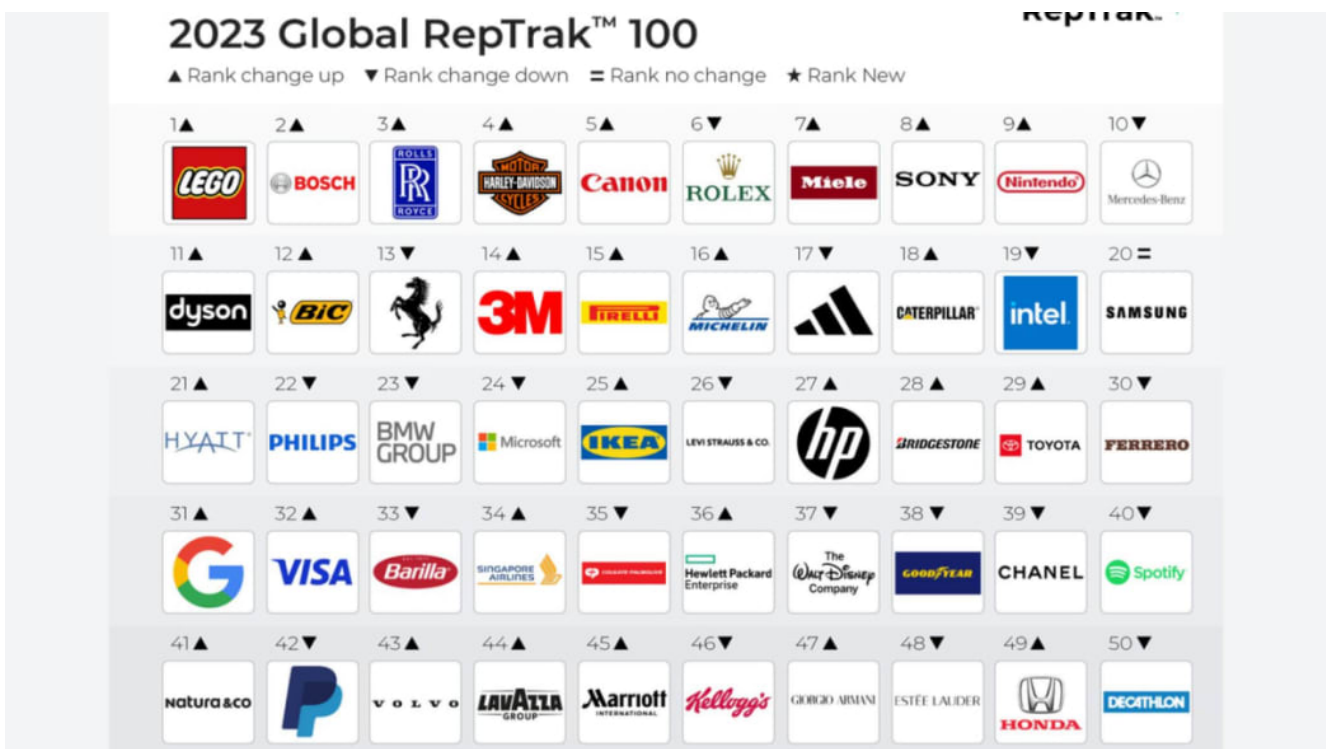 RepTrak™
2023 Global RepTrak™ 100
▲ Rank change up ▼ Rank change down = Rank no change ★ Rank New
1▲ 2▲ 3▲ 4▲ 5▲ 6▼ 7▲ 8▲ 9▲ 10▼
LEGO BOSCH ROLLS RR ROYCE MOTOR HARLEY-DAVIDSON CYCLES Canon ROLEX Miele SONY Nintendo Mercedes-Benz
11▲ 12▲ 13▼ 14▲ 15▲ 16▲ 17▼ 18▲ 19▼ 20=
dyson BIC 3M PIRELLI MICHELIN CATERPILLAR intel. SAMSUNG
21▲ 22▼ 23▼ 24▼ 25▲ 26▼ 27▲ 28▲ 29▲ 30▼
HYATT PHILIPS BMW GROUP Microsoft IKEA LEVI STRAUSS & CO. hp BRIDGESTONE TOYOTA FERRERO
31▲ 32▲ 33▼ 34▲ 35▼ 36▲ 37▼ 38▼ 39▼ 40▼
G VISA Barilla SINGAPORE AIRLINES COLGATE-PALMOLIVE Hewlett Packard Enterprise The WALT DISNEY Company GOODYEAR CHANEL Spotify
41▲ 42▼ 43▲ 44▲ 45▲ 46▼ 47▲ 48▼ 49▲ 50▼
natura &co P VOLVO LAVAZZA GROUP Marriott INTERNATIONAL Kellogg's GIORGIO ARMANI ESTĒE LAUDER HONDA DECATHLON